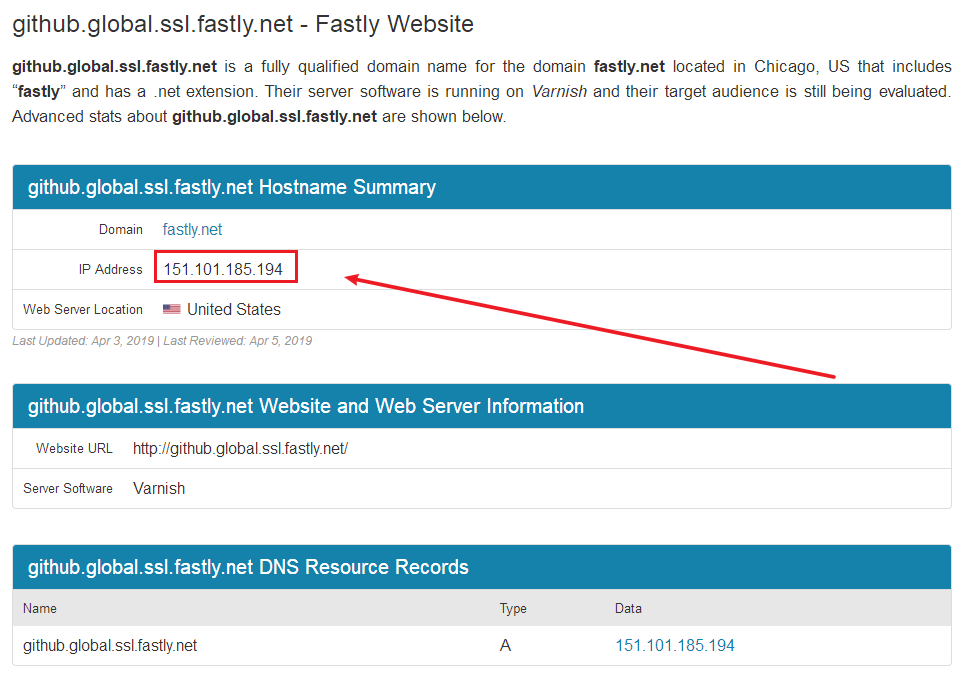 github.global.ssl.fastly.net - Fastly Website
github.global.ssl.fastly.net is a fully qualified domain name for the domain fastly.net located in Chicago, US that includes
“fastly” and has a .net extension. Their server software is running on Varnish and their target audience is still being evaluated.
Advanced stats about github.global.ssl.fastly.net are shown below.
github.global.ssl.fastly.net Hostname Summary
Domain fastly.net
IP Address 151.101.185.194
Web Server Location United States
Last Updated: Apr 3, 2019 | Last Reviewed: Apr 5, 2019
github.global.ssl.fastly.net Website and Web Server Information
Website URL http://github.global.ssl.fastly.net/
Server Software Varnish
github.global.ssl.fastly.net DNS Resource Records
Name Type Data
github.global.ssl.fastly.net A 151.101.185.194